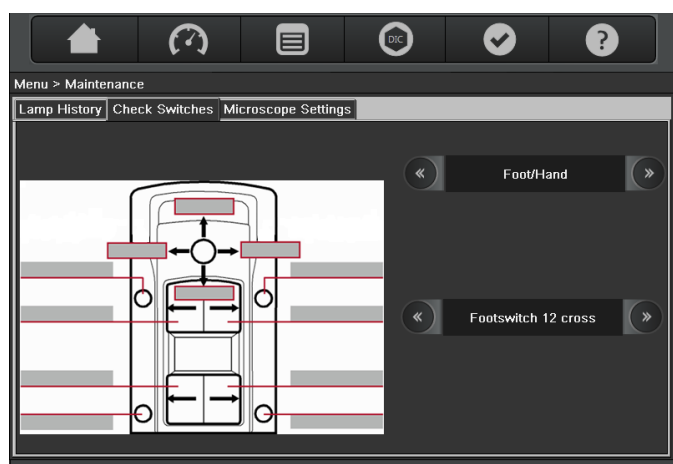 DIC
?
Menu > Maintenance
Lamp History Check Switches Microscope Settings
« Foot/Hand »
« Footswitch 12 cross »